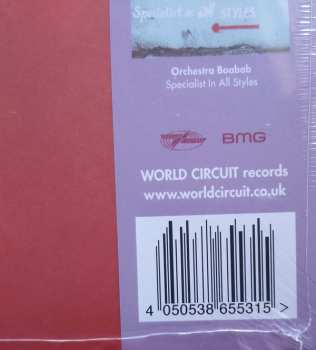 Specialist in All STYLES
Orchestra Baobab
Specialist In All Styles
BMG
WORLD CIRCUIT records
www.worldcircuit.co.uk
4 050538 655315 >